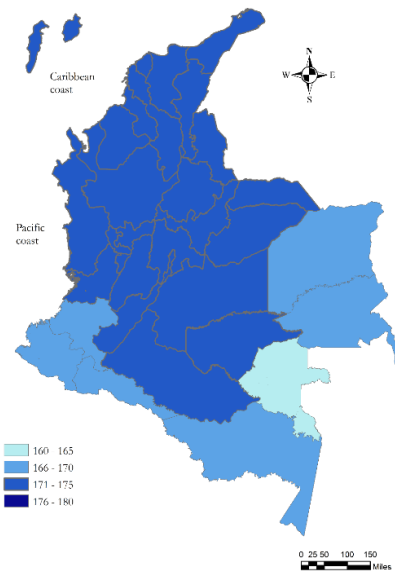 Caribbean
coast
N
W E
S
Pacific
coast
160 - 165
166 - 170
171 - 175
176 - 180
0 25 50 100 150
Miles